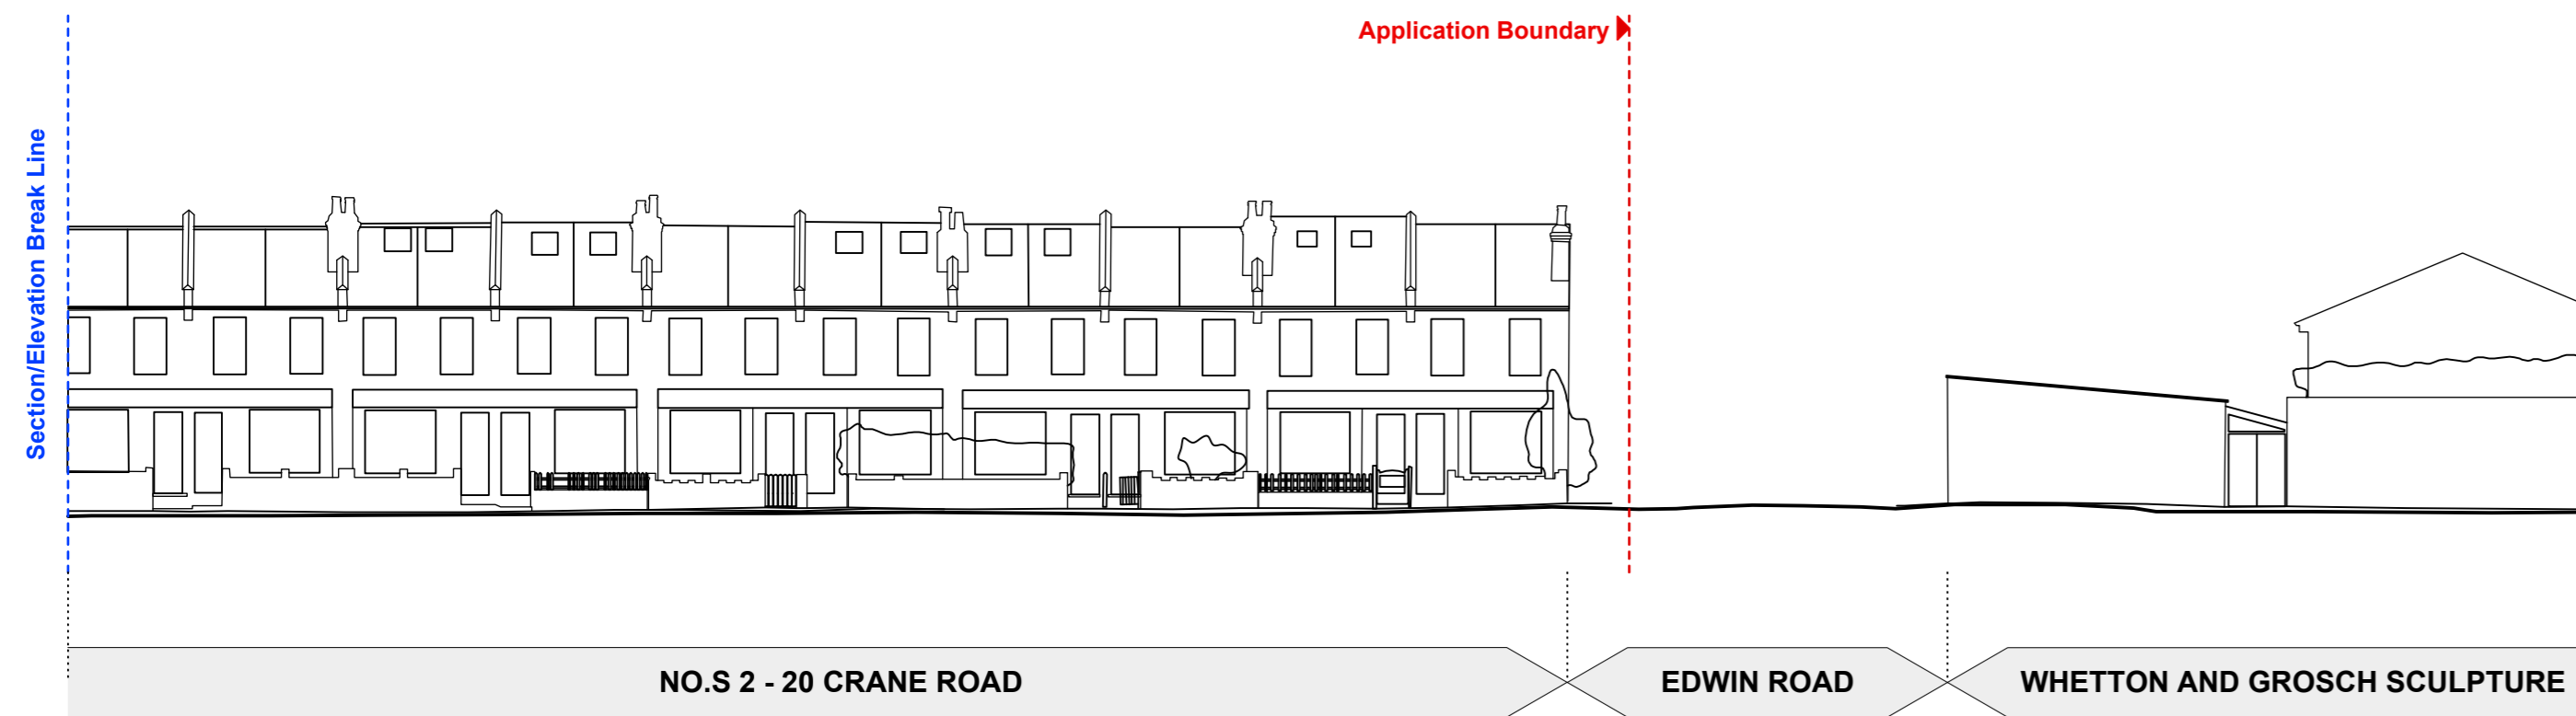 Application Boundary
Section/Elevation Break Line
NO.S 2 - 20 CRANE ROAD
EDWIN ROAD
WHETTON AND GROSCH SCULPTURE